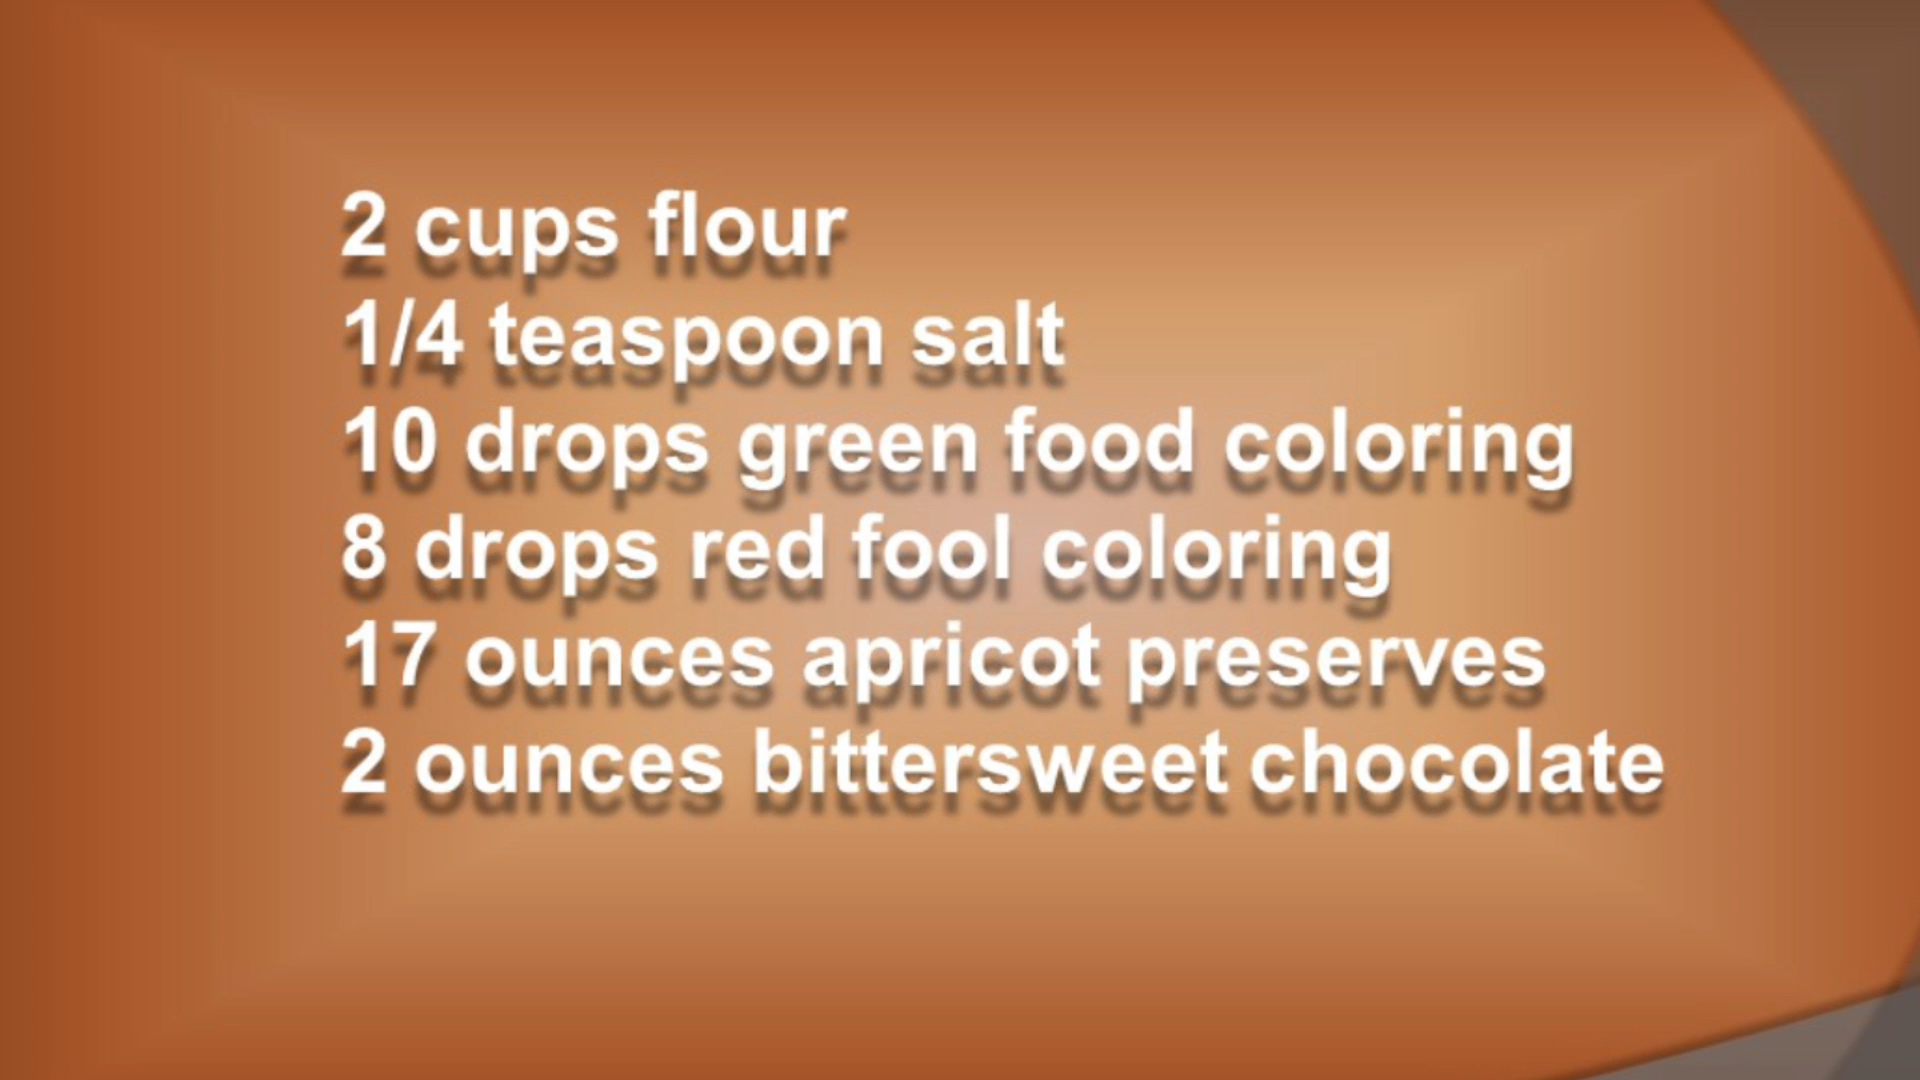 2 cups flour
1/4 teaspoon salt
10 drops green food coloring
8 drops red fool coloring
17 ounces apricot preserves
2 ounces bittersweet chocolate